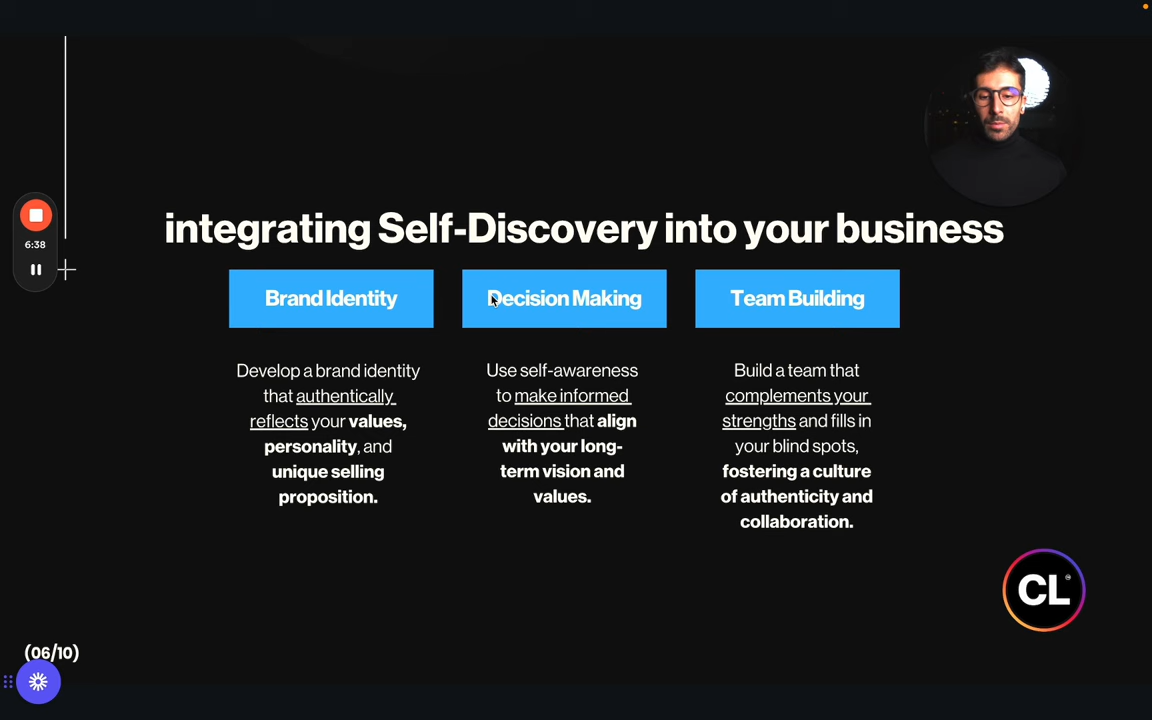 6:38
integrating Self-Discovery into your business
Brand Identity
Develop a brand identity
that authentically
reflects your values,
personality, and
unique selling
proposition.
Decision Making
Use self-awareness
to make informed
decisions that align
with your long-
term vision and
values.
Team Building
Build a team that
complements your
strengths and fills in
your blind spots,
fostering a culture
of authenticity and
collaboration.
CL
(06/10)